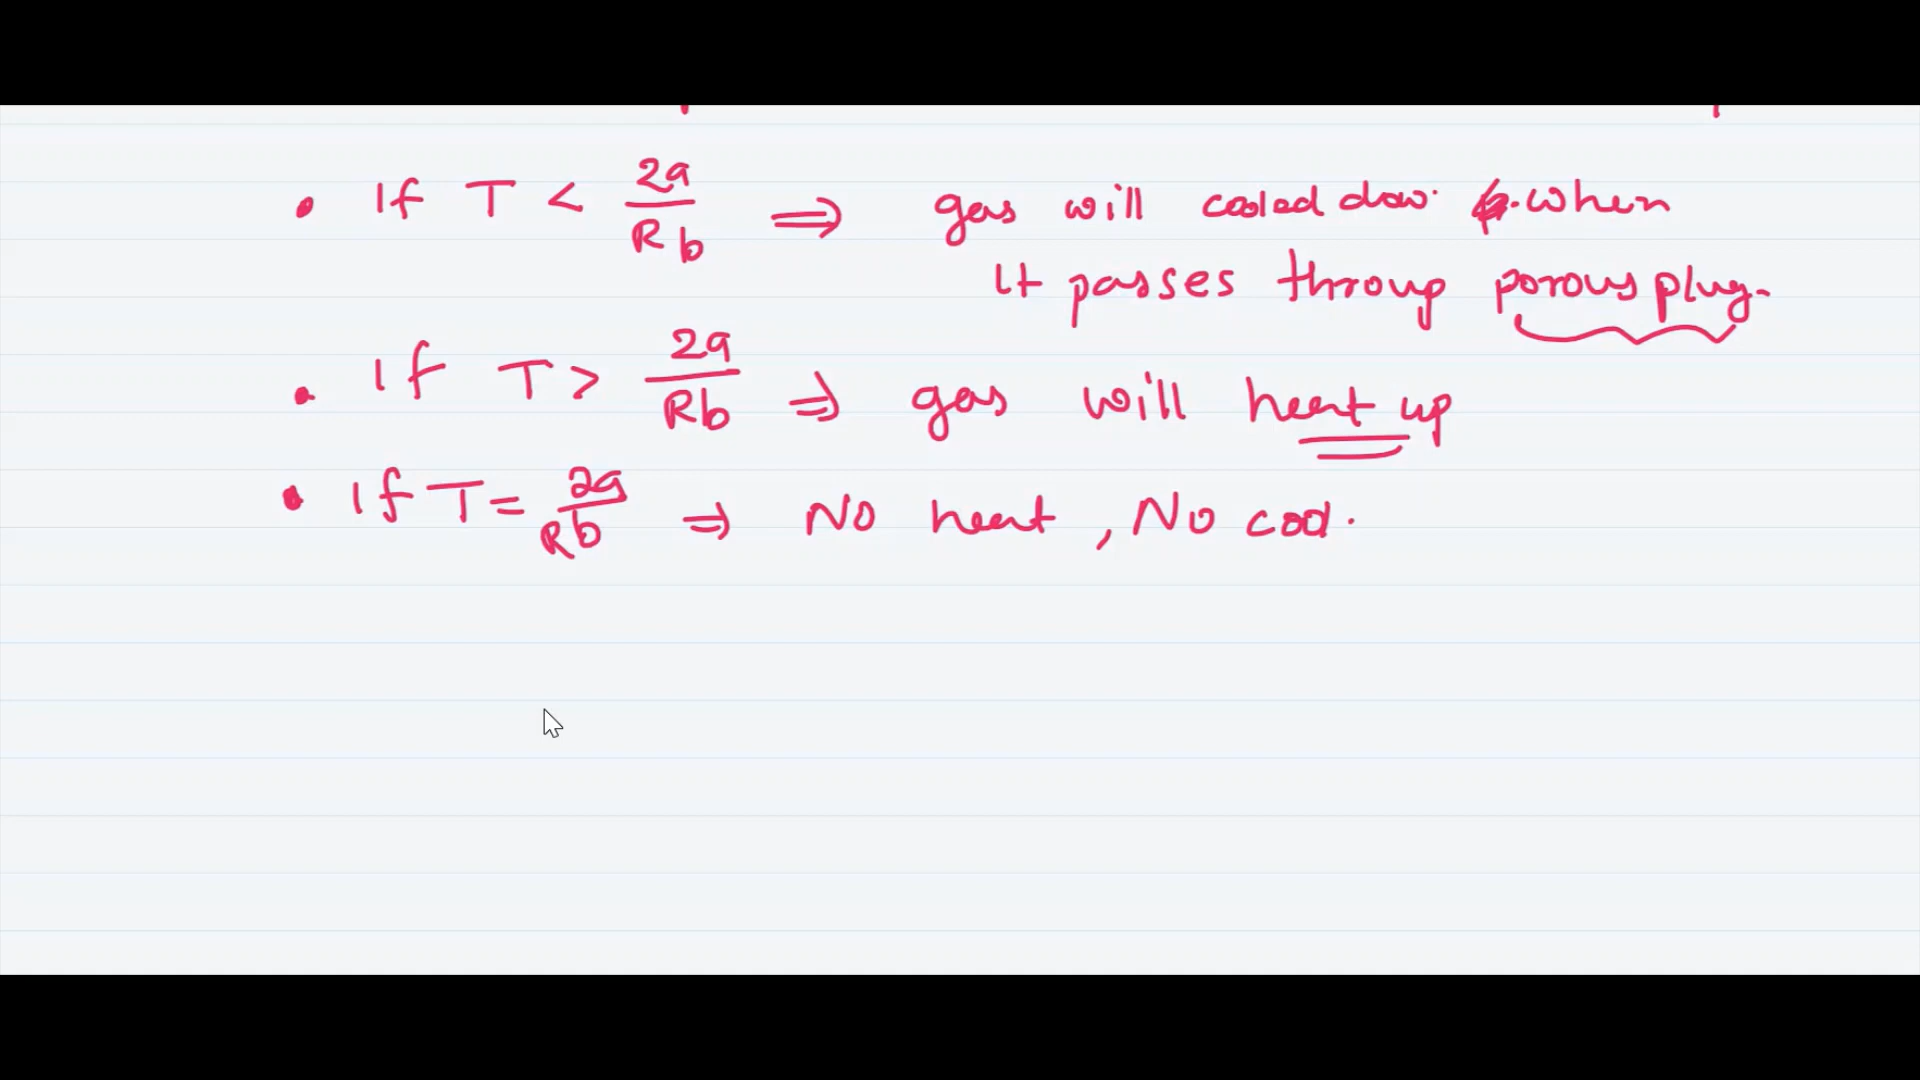 • If T < 2a/Rb ⇒ gas will cooled dow. when
It passes throup porous plug.
• If T > 2a/Rb ⇒ gas will heat up
• If T = 2a/Rb ⇒ No heat, No cool.